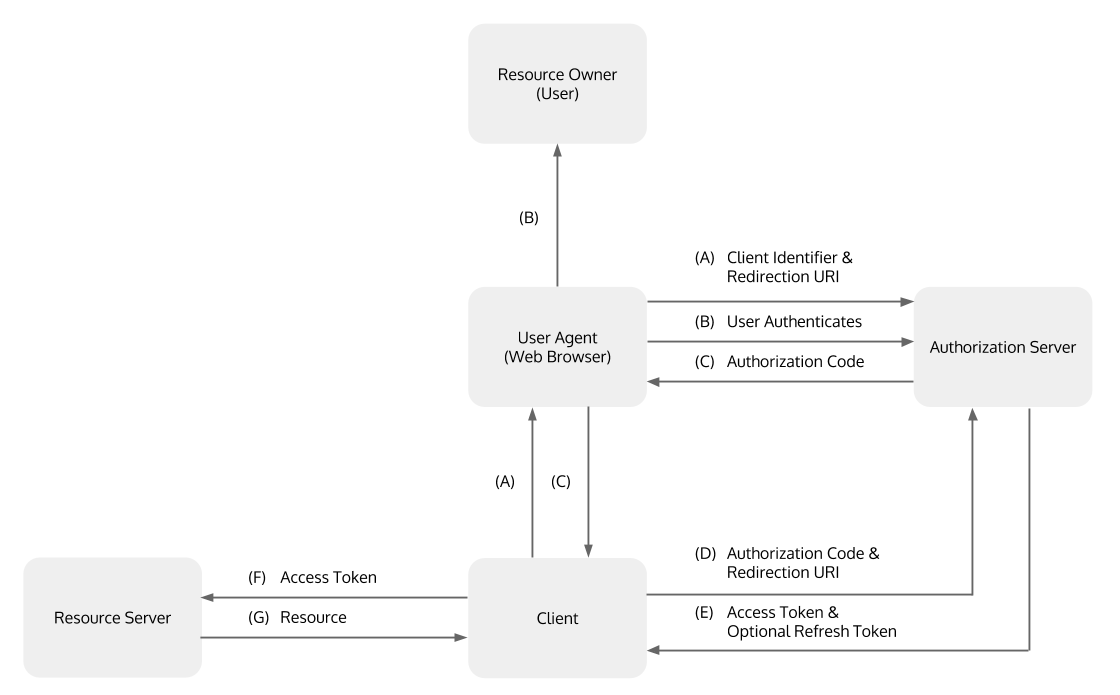 Resource Owner
(User)
(B)
(A) Client Identifier &
Redirection URI
(B) User Authenticates
(C) Authorization Code
User Agent
(Web Browser)
Authorization Server
(A)
(C)
(D) Authorization Code &
Redirection URI
(E) Access Token &
Optional Refresh Token
(F) Access Token
(G) Resource
Resource Server
Client